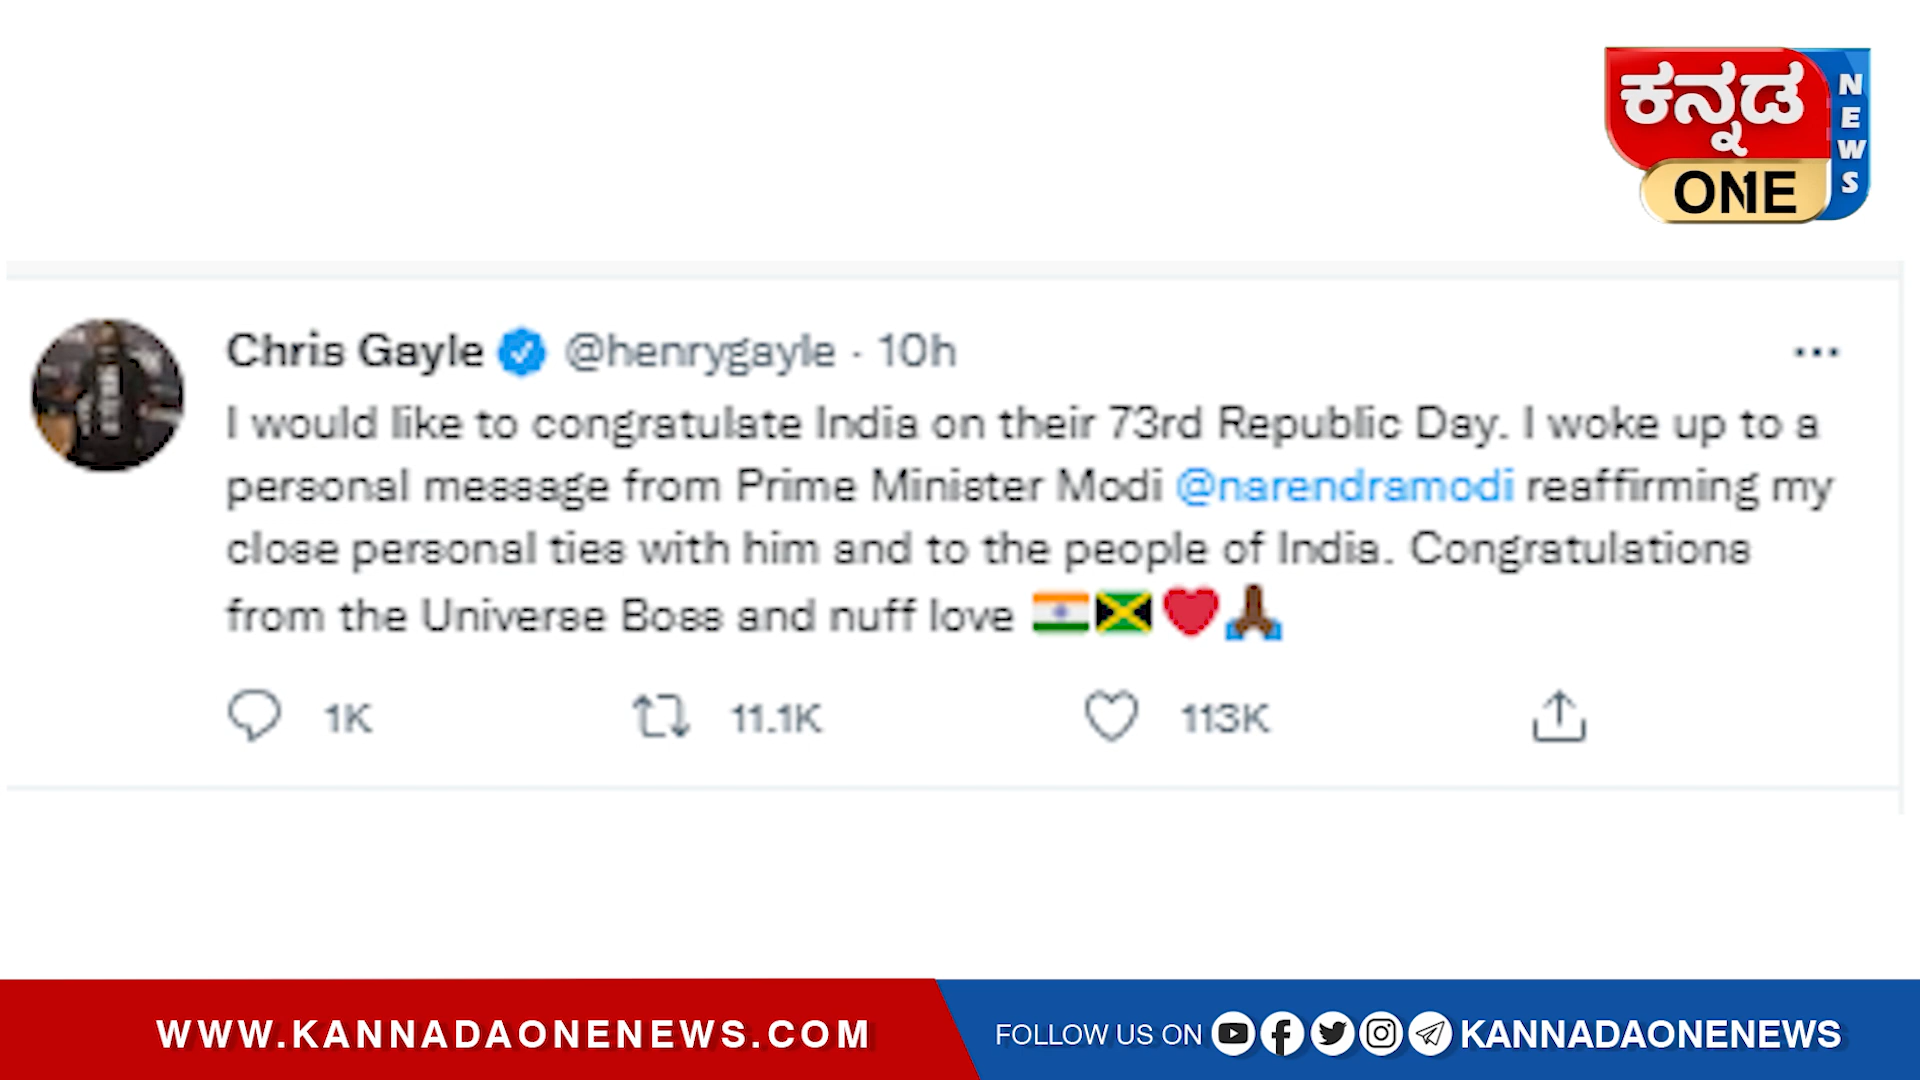 ಕನ್ನಡ
NEWS
ONE
Chris Gayle @henrygayle · 10h
I would like to congratulate India on their 73rd Republic Day. I woke up to a
personal message from Prime Minister Modi @narendramodi reaffirming my
close personal ties with him and to the people of India. Congratulations
from the Universe Boss and nuff love 🇮🇳🇯🇲❤️🙏🏾
1K 11.1K 113K
WWW.KANNADAONENEWS.COM
FOLLOW US ON KANNADAONENEWS